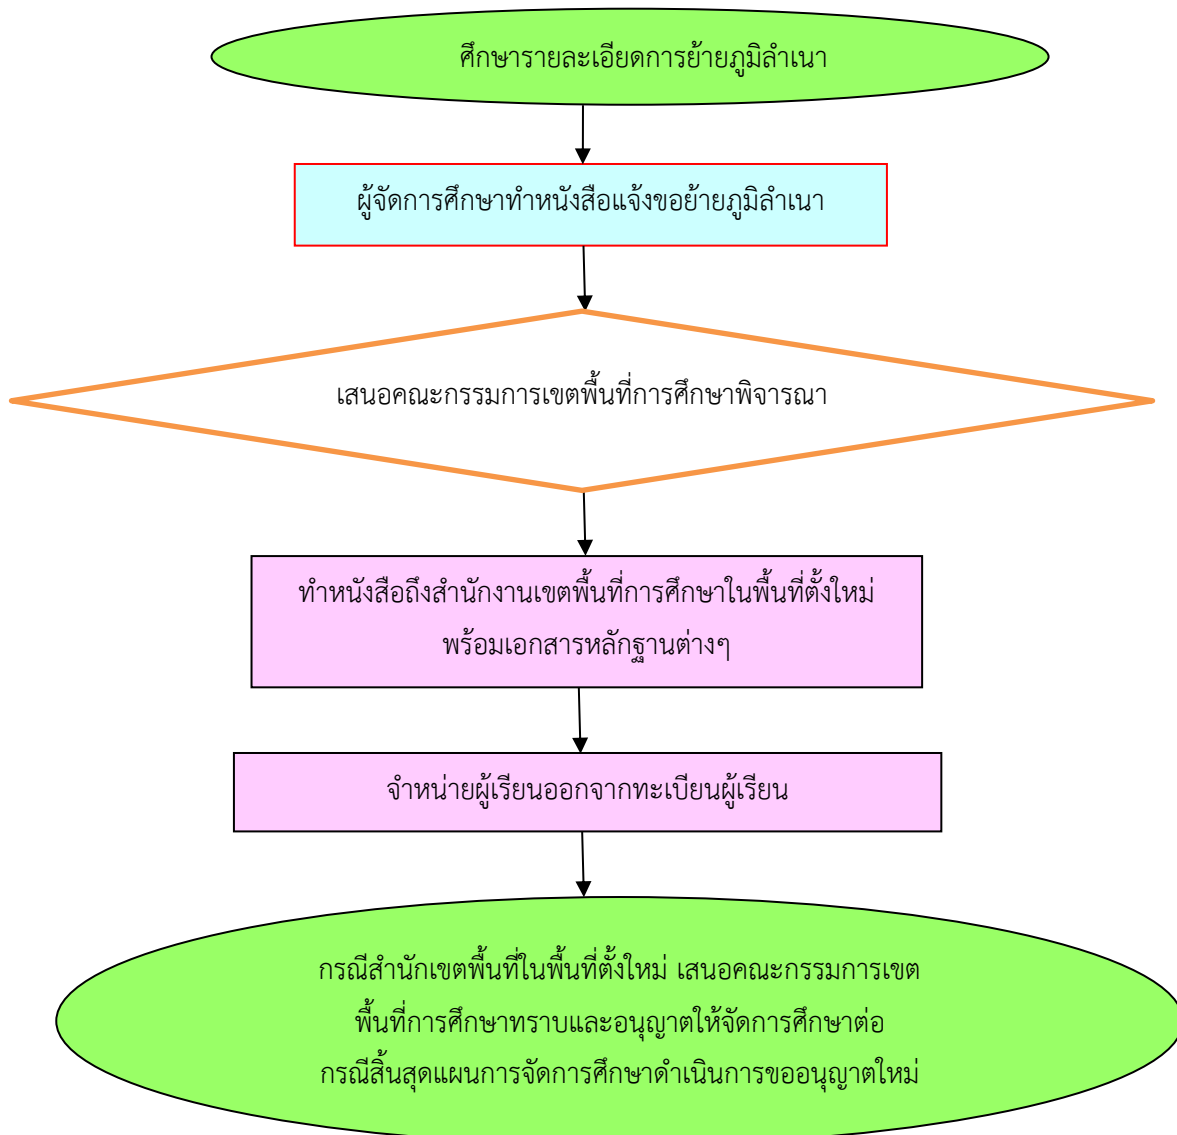 ศึกษารายละเอียดการย้ายภูมิลำเนา
ผู้จัดการศึกษาทำหนังสือแจ้งขอย้ายภูมิลำเนา
เสนอคณะกรรมการเขตพื้นที่การศึกษาพิจารณา
ทำหนังสือถึงสำนักงานเขตพื้นที่การศึกษาในพื้นที่ตั้งใหม่
พร้อมเอกสารหลักฐานต่างๆ
จำหน่ายผู้เรียนออกจากทะเบียนผู้เรียน
กรณีสำนักเขตพื้นที่ในพื้นที่ตั้งใหม่ เสนอคณะกรรมการเขต
พื้นที่การศึกษาทราบและอนุญาตให้จัดการศึกษาต่อ
กรณีสิ้นสุดแผนการจัดการศึกษาดำเนินการขออนุญาตใหม่